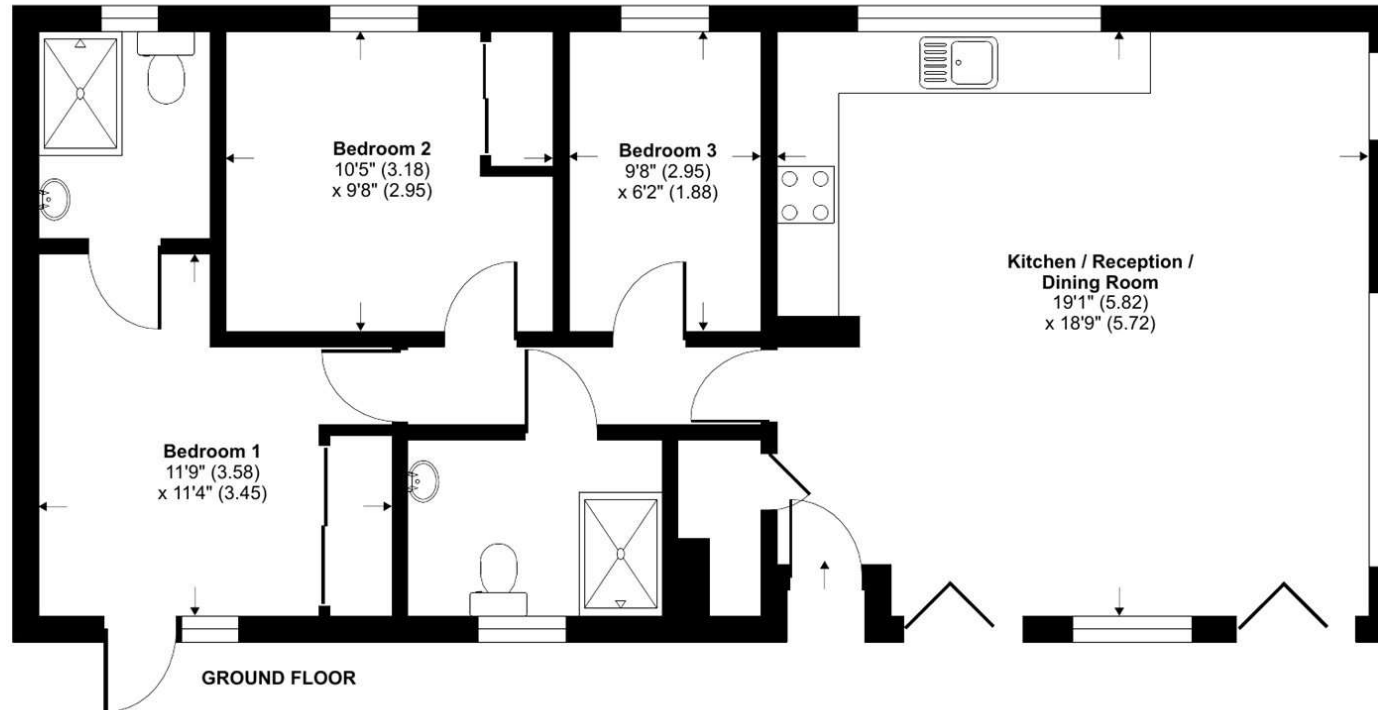 Bedroom 2
10'5" (3.18)
x 9'8" (2.95)
Bedroom 3
9'8" (2.95)
x 6'2" (1.88)
Kitchen / Reception /
Dining Room
19'1" (5.82)
x 18'9" (5.72)
Bedroom 1
11'9" (3.58)
x 11'4" (3.45)
GROUND FLOOR